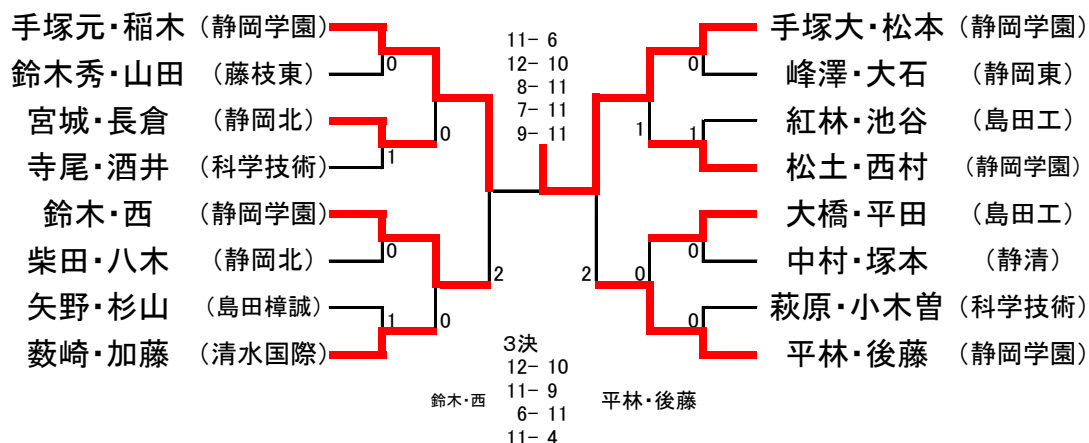 手塚元・稲木 (静岡学園)
0
鈴木秀・山田 (藤枝東)
0
宮城・長倉 (静岡北)
1
寺尾・酒井 (科学技術)
鈴木・西 (静岡学園)
0
柴田・八木 (静岡北)
2
矢野・杉山 (島田樟誠)
1
0
薮崎・加藤 (清水国際)
11- 6
12- 10
8- 11
7- 11
9- 11
手塚大・松本 (静岡学園)
0
峰澤・大石 (静岡東)
1
紅林・池谷 (島田工)
1
松土・西村 (静岡学園)
大橋・平田 (島田工)
0
中村・塚本 (静清)
2
0
萩原・小木曽 (科学技術)
0
平林・後藤 (静岡学園)
3決
12- 10
11- 9
6- 11
11- 4
鈴木・西
平林・後藤